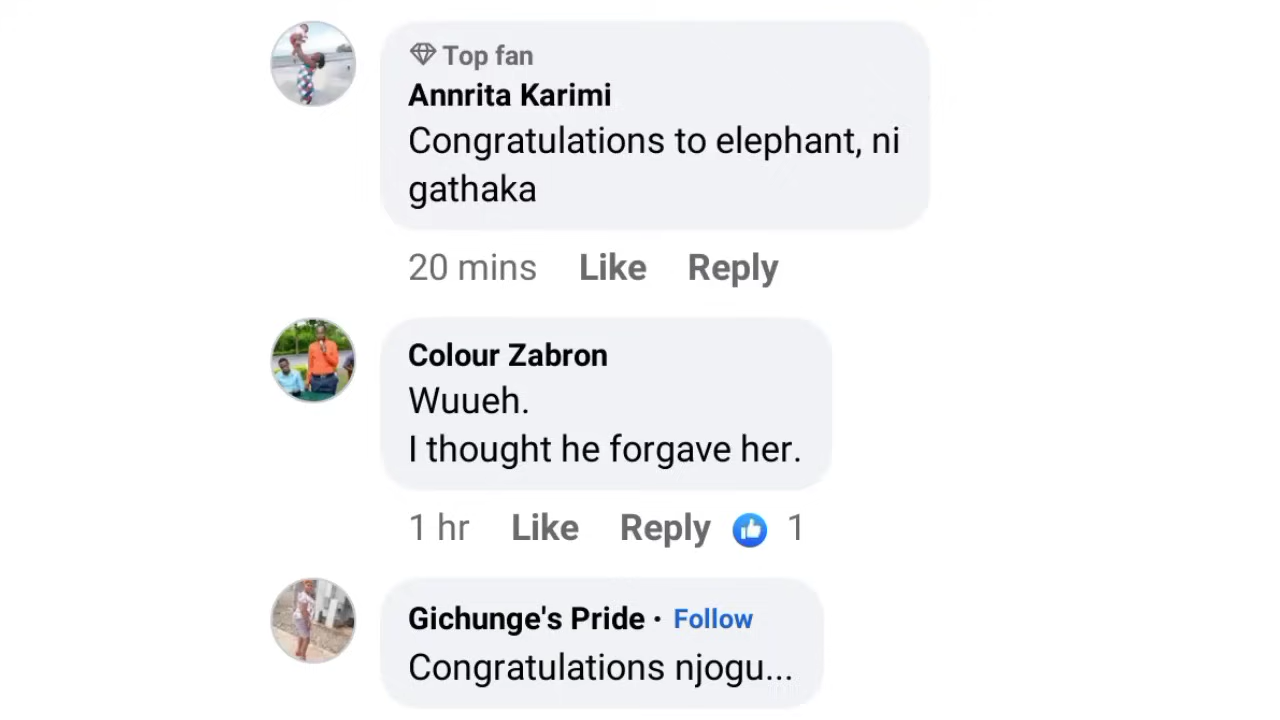 Top fan
Annrita Karimi
Congratulations to elephant, ni
gathaka
20 mins Like Reply
Colour Zabron
Wuueh.
I thought he forgave her.
1 hr Like Reply 1
Gichunge's Pride · Follow
Congratulations njogu...